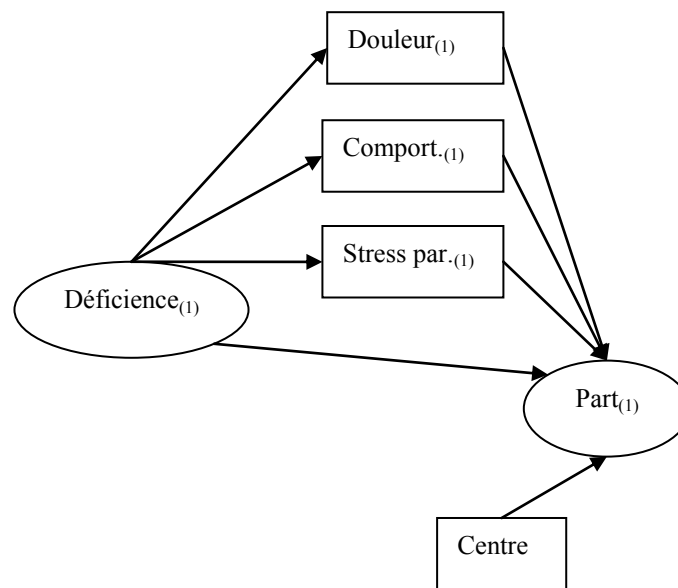 Douleur(1)
Comport.(1)
Stress par.(1)
Déficience(1)
Part(1)
Centre